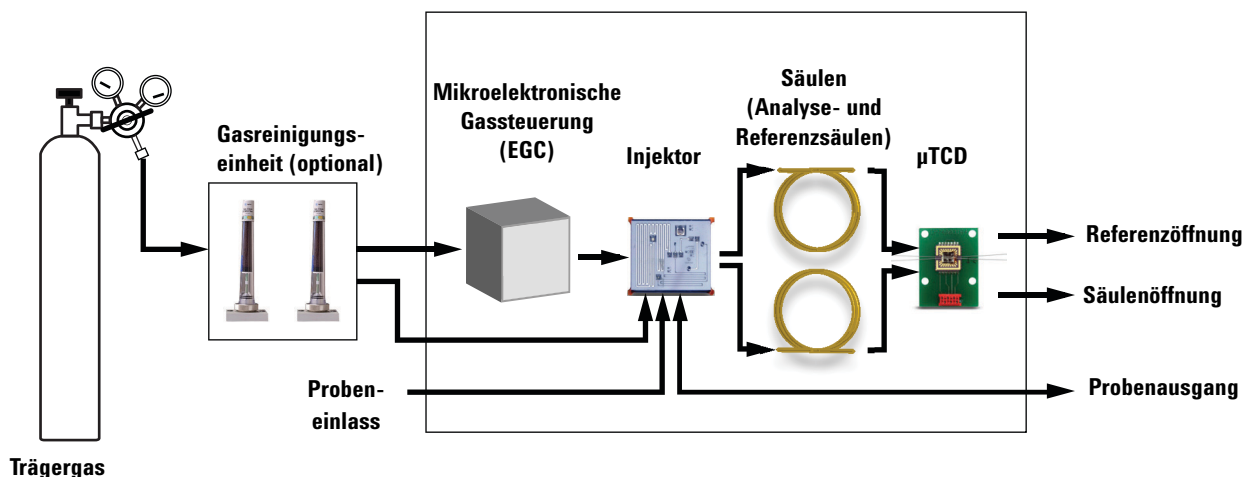 Mikroelektronische
Gassteuerung
(EGC)
Säulen
(Analyse- und
Referenzsäulen)
Gasreinigungs-
einheit (optional)
Injektor
µTCD
Referenzöffnung
Säulenöffnung
Proben-
einlass
Probenausgang
Trägergas